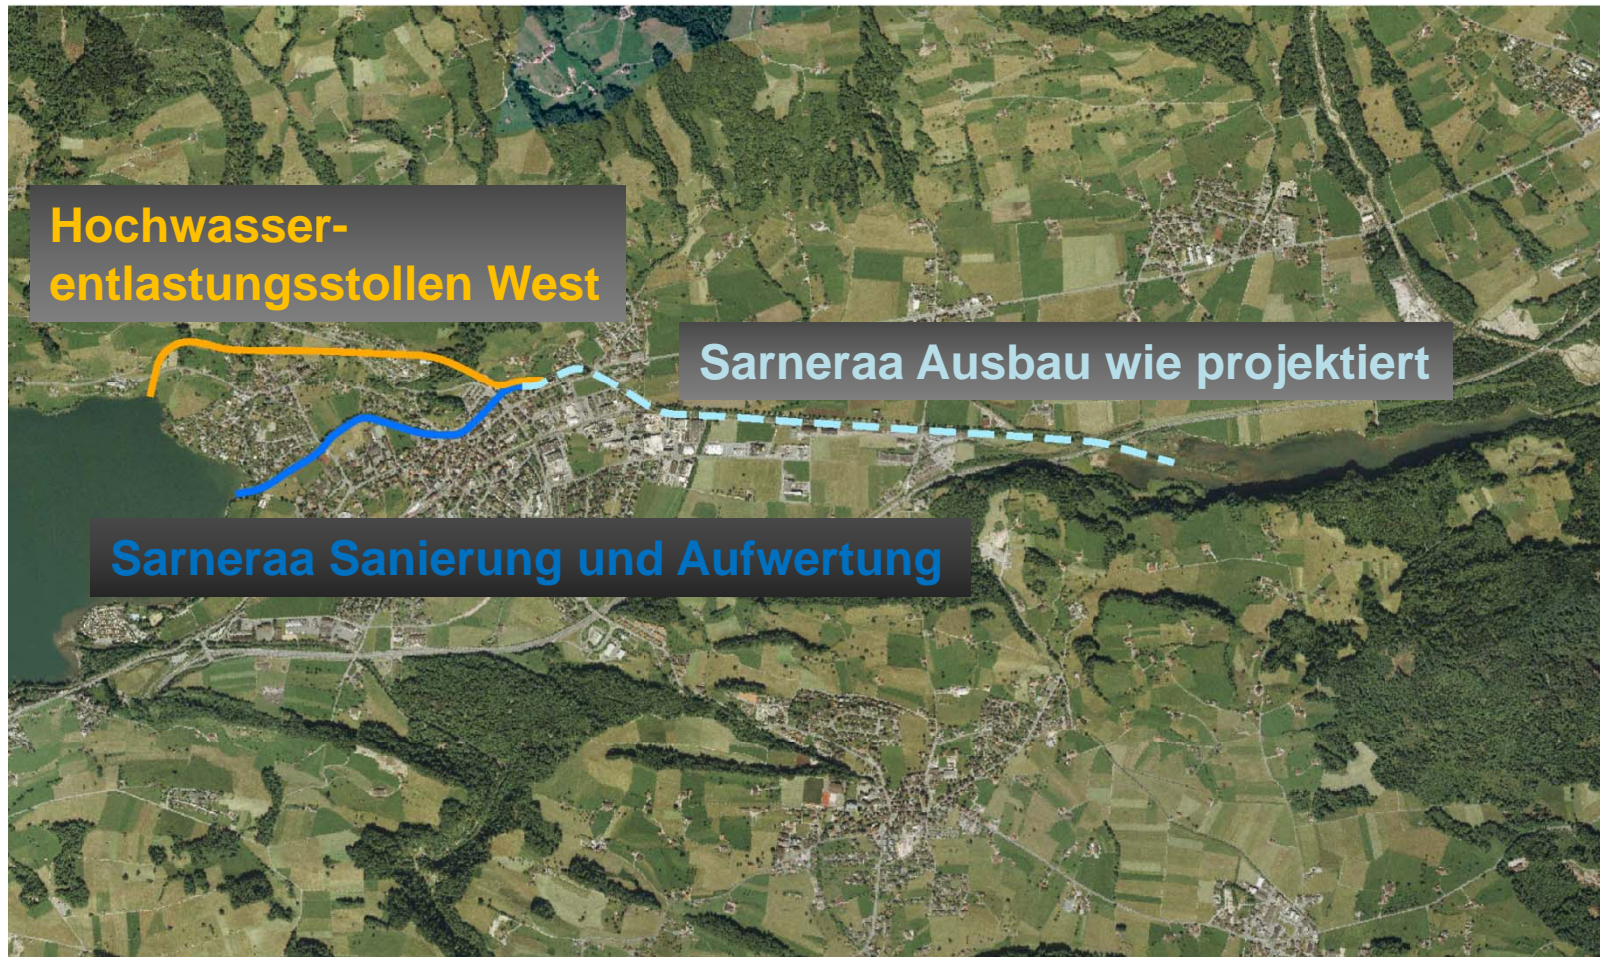 Hochwasser-
entlastungsstollen West
Sarneraa Ausbau wie projektiert
Sarneraa Sanierung und Aufwertung